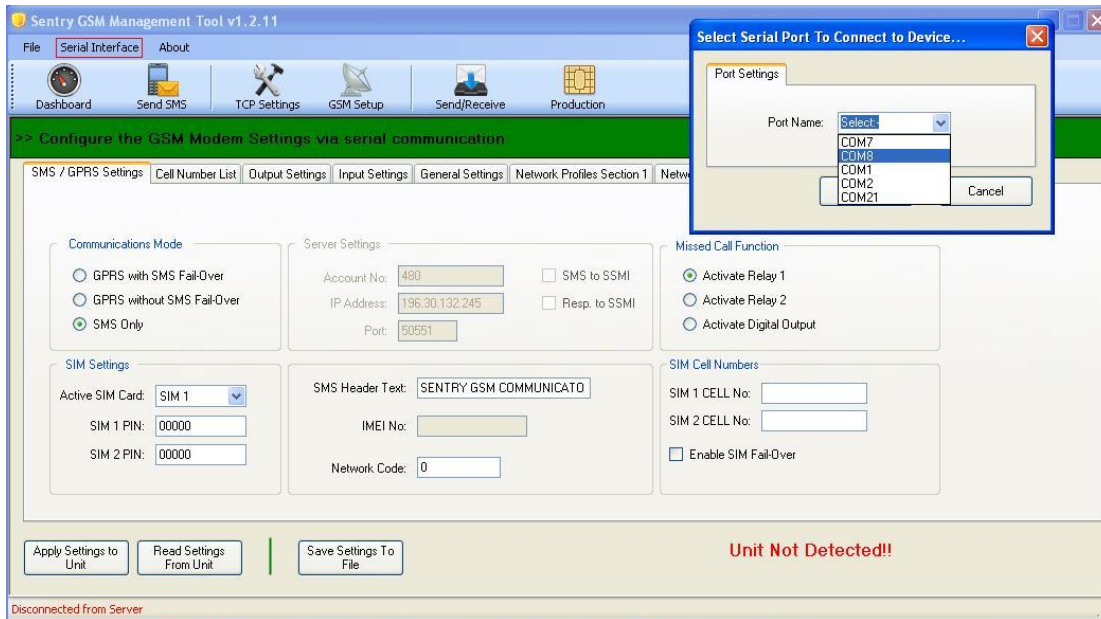 Sentry GSM Management Tool v1.2.11
File Serial Interface About
Dashboard Send SMS TCP Settings GSM Setup Send/Receive Production
>> Configure the GSM Modem Settings via serial communication
SMS / GPRS Settings Cell Number List Output Settings Input Settings General Settings Network Profiles Section 1
Select Serial Port To Connect to Device...
Port Settings
Port Name: Select:-
COM7
COM8
COM1
COM2
COM21
Cancel
Communications Mode
GPRS with SMS Fail-Over
GPRS without SMS Fail-Over
SMS Only
Server Settings
Account No: 480
SMS to SSMI
IP Address: 196.30.132.245
Resp. to SSMI
Port: 50551
Missed Call Function
Activate Relay 1
Activate Relay 2
Activate Digital Output
SIM Settings
Active SIM Card: SIM 1
SIM 1 PIN: 00000
SIM 2 PIN: 00000
SMS Header Text: SENTRY GSM COMMUNICATO
IMEI No:
Network Code: 0
SIM Cell Numbers
SIM 1 CELL No:
SIM 2 CELL No:
Enable SIM Fail-Over
Apply Settings to
Unit
Read Settings
From Unit
Save Settings To
File
Unit Not Detected!!
Disconnected from Server